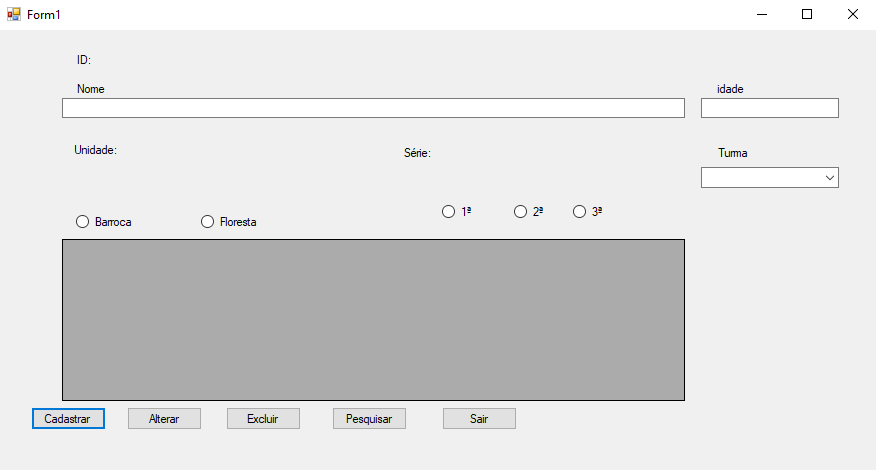 Form1
ID:
Nome
idade
Unidade:
Série:
Turma
Barroca
Floresta
1ª
2ª
3ª
Cadastrar
Alterar
Excluir
Pesquisar
Sair